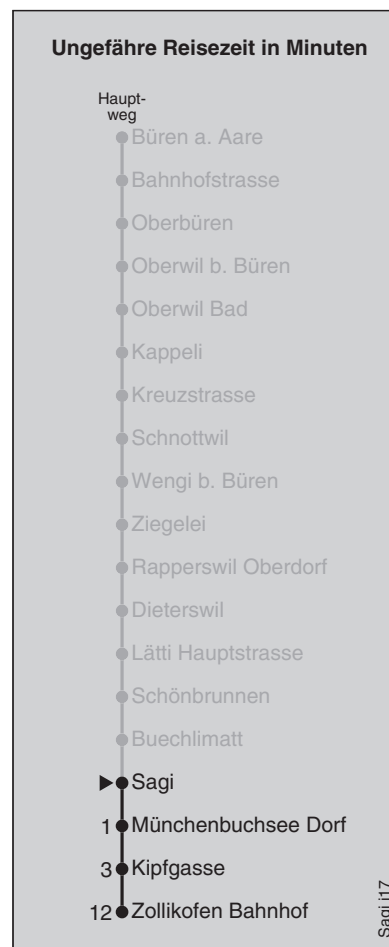 Ungefähre Reisezeit in Minuten
Haupt-
weg
Büren a. Aare
Bahnhofstrasse
Oberbüren
Oberwil b. Büren
Oberwil Bad
Kappeli
Kreuzstrasse
Schnottwil
Wengi b. Büren
Ziegelei
Rapperswil Oberdorf
Dieterswil
Lätti Hauptstrasse
Schönbrunnen
Buechlimatt
Sagi
1 Münchenbuchsee Dorf
3 Kipfgasse
12 Zollikofen Bahnhof
Sagi j17